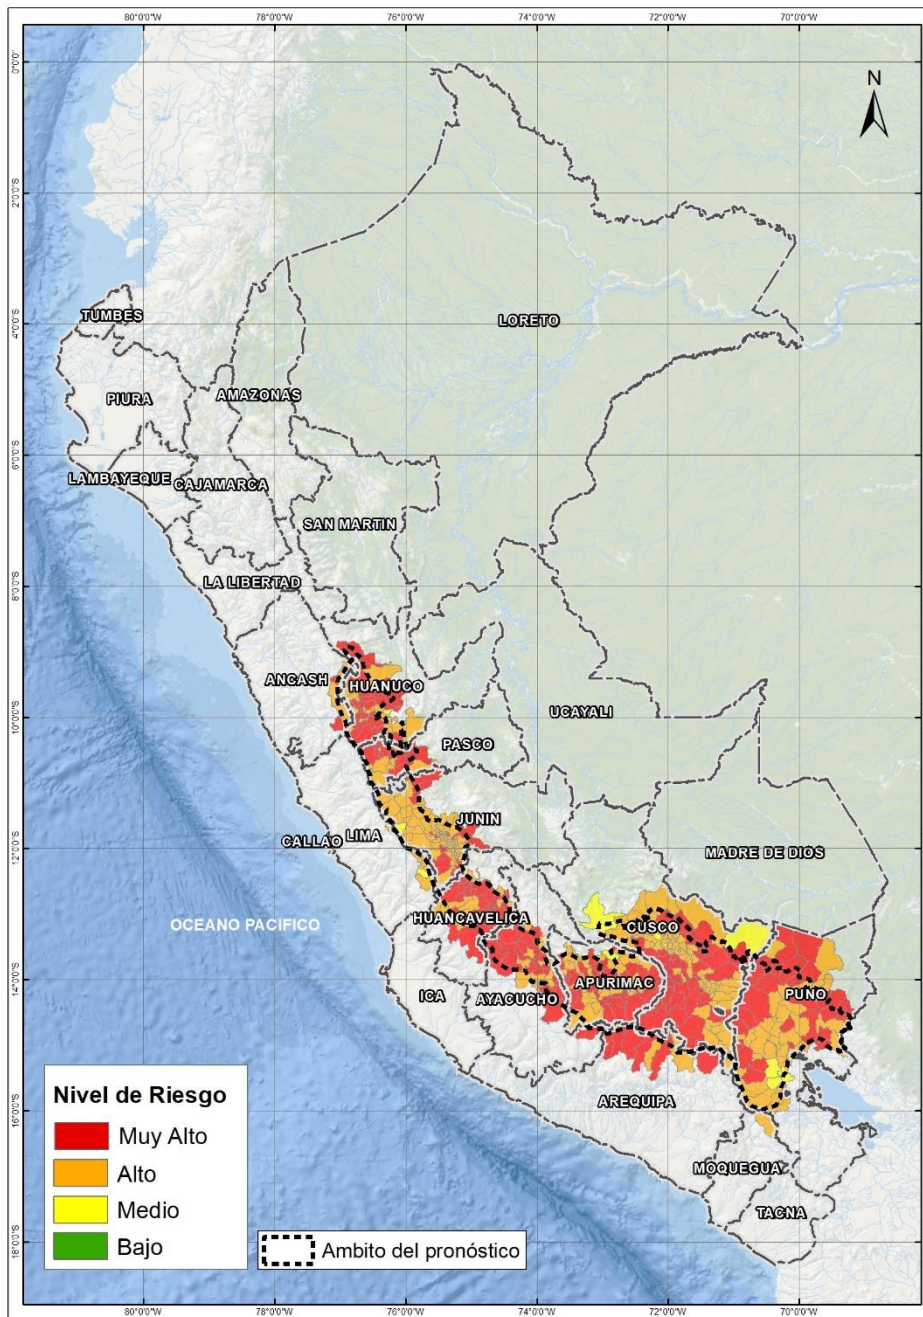 80°0'0"W
78°0'0"W
76°0'0"W
74°0'0"W
72°0'0"W
70°0'0"W
0°0'0"
N
2°0'0"S
4°0'0"S
TUMBES
LORETO
PIURA
AMAZONAS
6°0'0"S
LAMBAYEQUE
CAJAMARCA
SAN MARTIN
8°0'0"S
LA LIBERTAD
ANCASH
HUANUCO
10°0'0"S
UCAYALI
PASCO
JUNIN
CALLAO
LIMA
12°0'0"S
MADRE DE DIOS
OCEANO PACIFICO
HUANCAVELICA
CUSCO
14°0'0"S
ICA
AYACUCHO
APURIMAC
PUNO
Nivel de Riesgo
Muy Alto
Alto
Medio
Bajo
Ambito del pronóstico
AREQUIPA
16°0'0"S
MOQUEGUA
TACNA
18°0'0"S
80°0'0"W
78°0'0"W
76°0'0"W
74°0'0"W
72°0'0"W
70°0'0"W